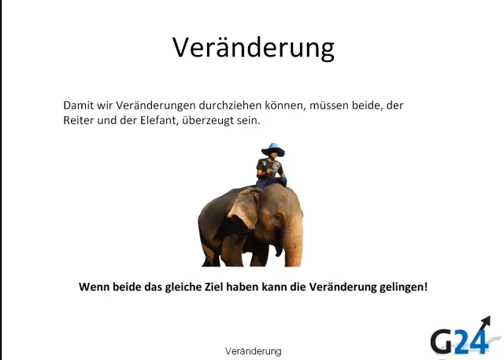 Veränderung
Damit wir Veränderungen durchziehen können, müssen beide, der
Reiter und der Elefant, überzeugt sein.
Wenn beide das gleiche Ziel haben kann die Veränderung gelingen!
Veränderung
G24